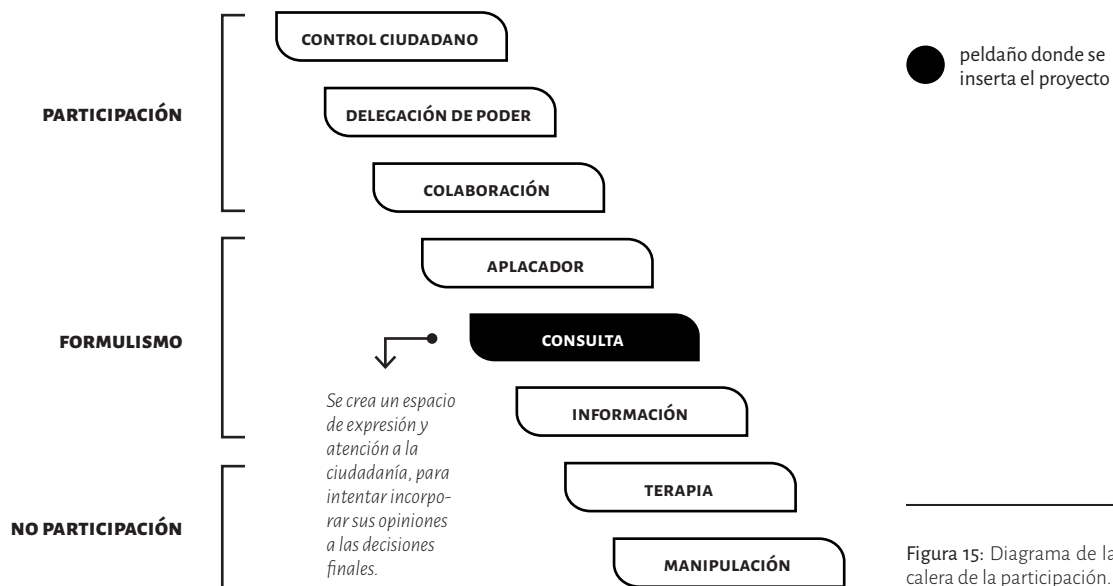 CONTROL CIUDADANO
peldaño donde se
inserta el proyecto
PARTICIPACIÓN
DELEGACIÓN DE PODER
COLABORACIÓN
APLACADOR
FORMULISMO
CONSULTA
Se crea un espacio
de expresión y
atención a la
ciudadanía, para
intentar incorpo-
rar sus opiniones
a las decisiones
finales.
INFORMACIÓN
TERAPIA
NO PARTICIPACIÓN
MANIPULACIÓN
Figura 15: Diagrama de la
calera de la participación.